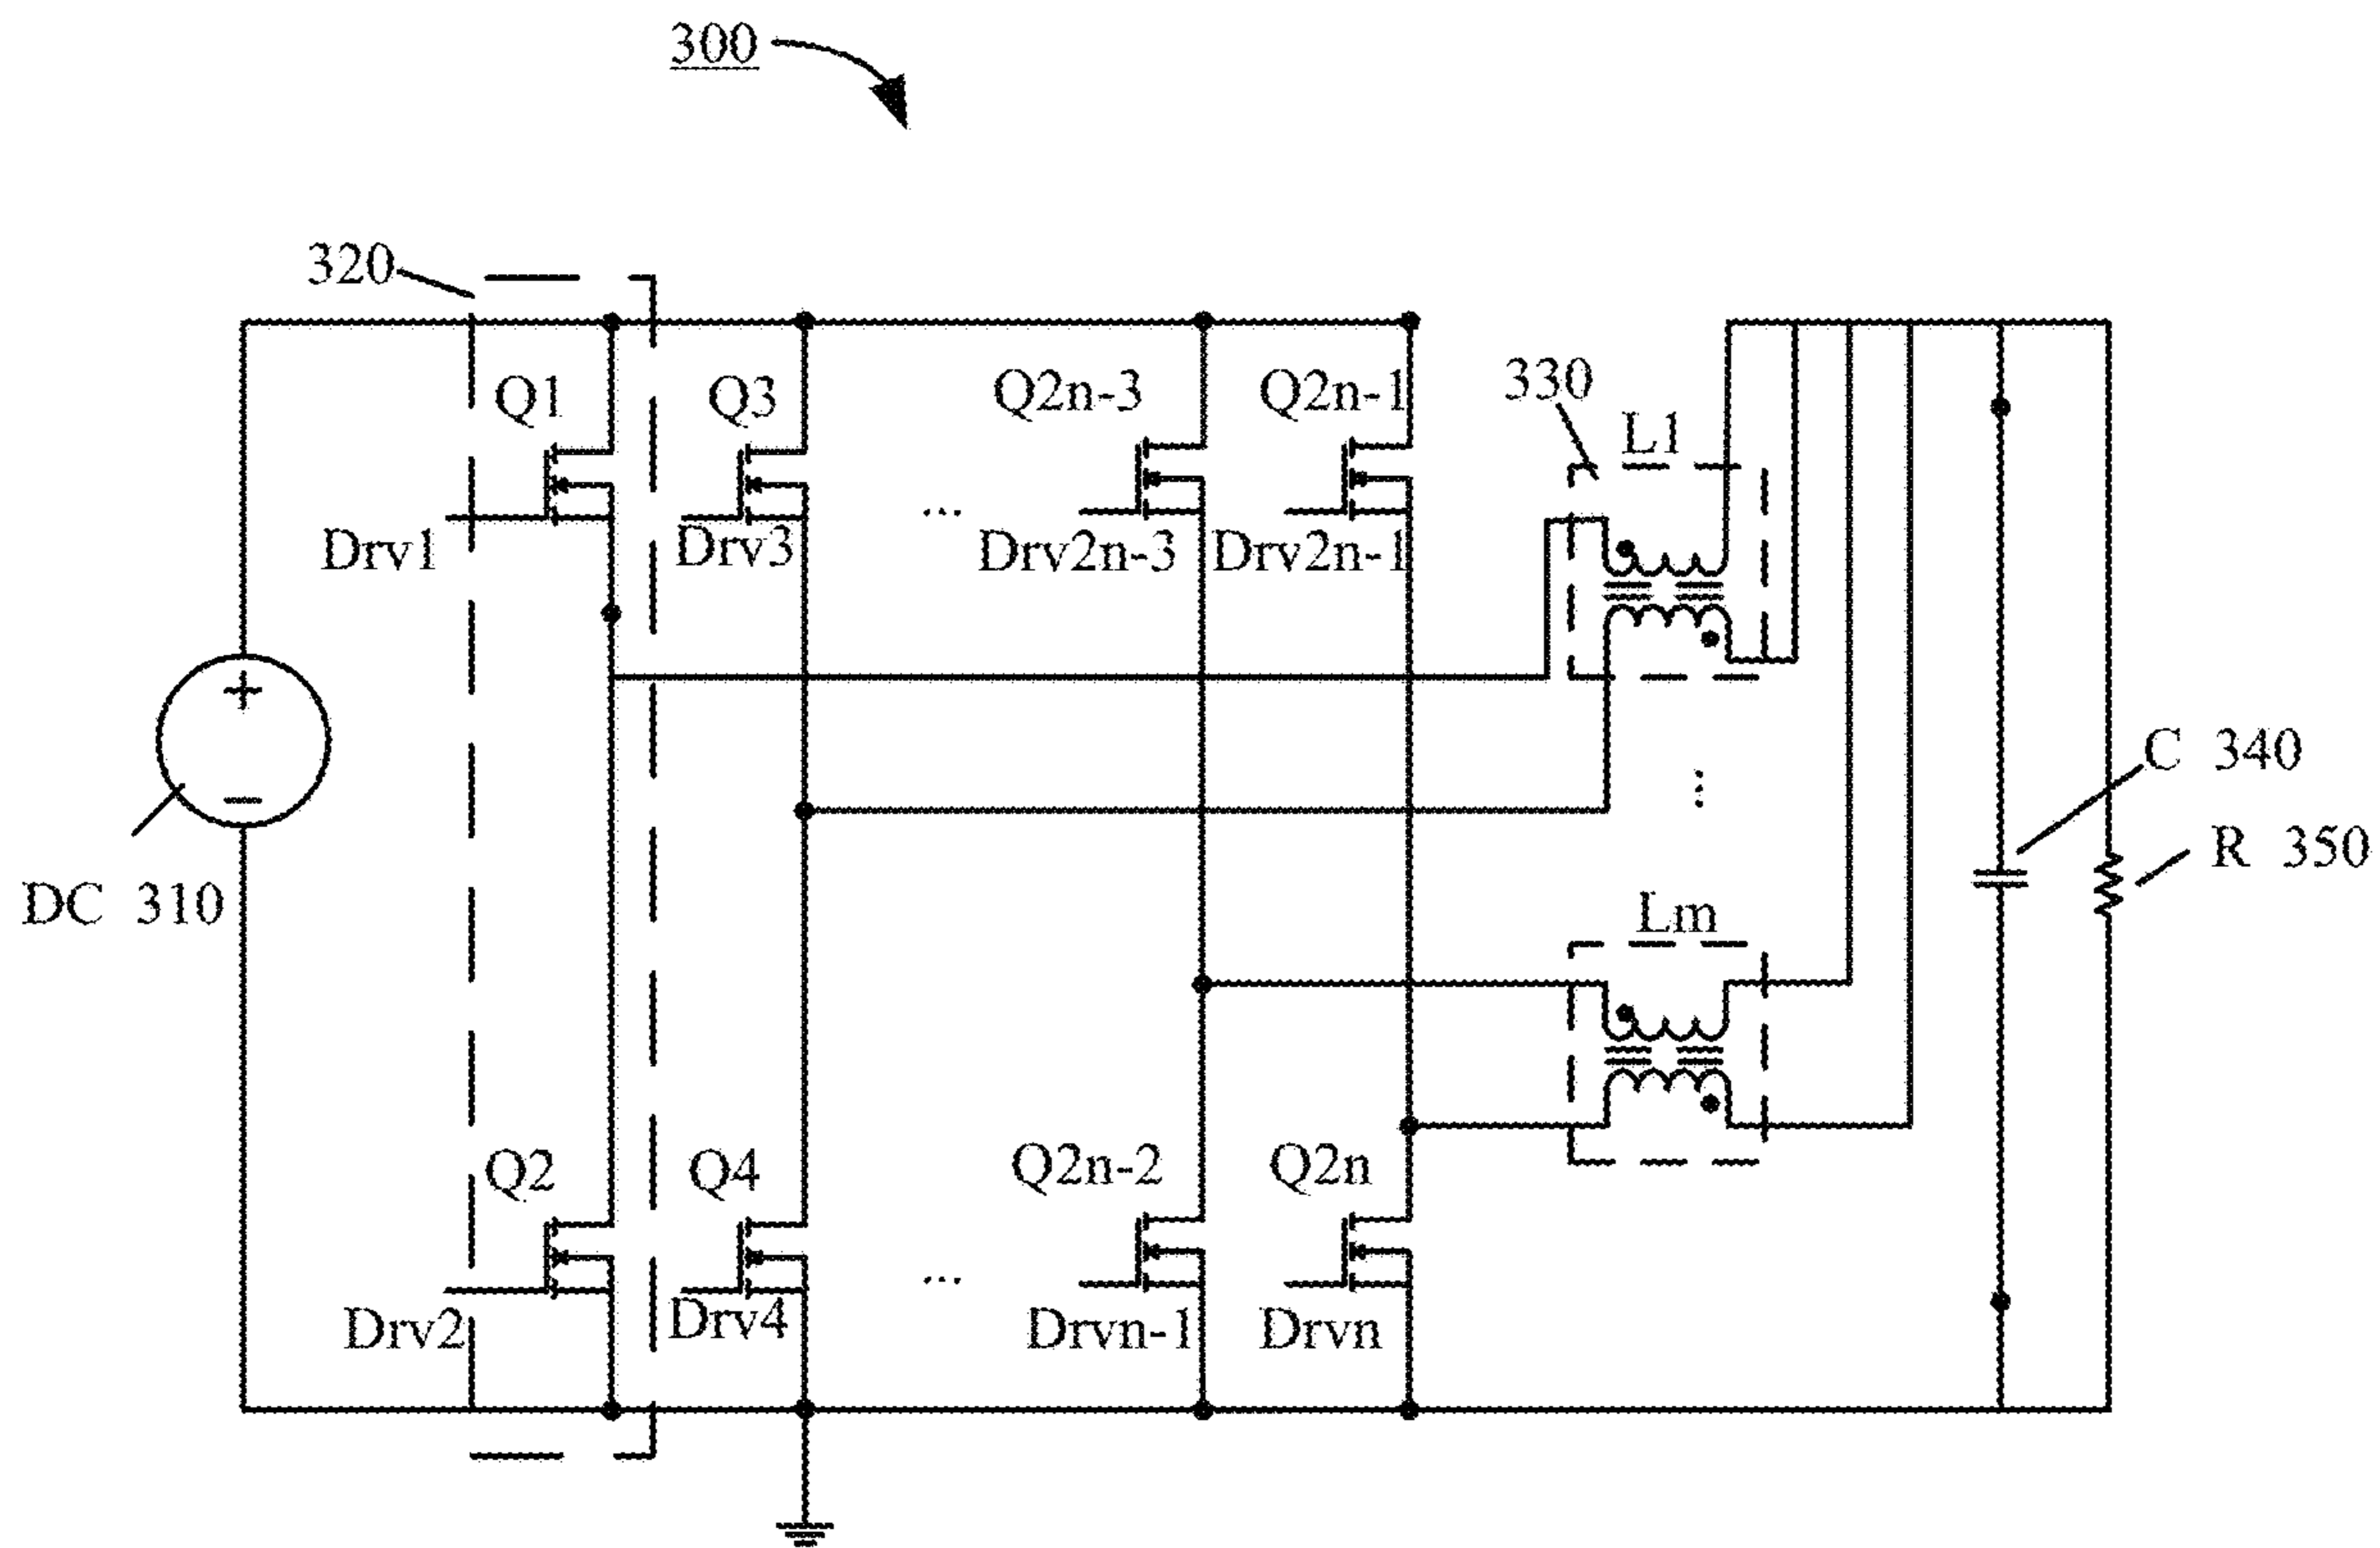 300
320
Q1
Q3
Q2n-3
Q2n-1
330
L1
Drv1
Drv3
...
Drv2n-3
Drv2n-1
+
−
DC 310
...
C 340
R 350
Lm
Q2
Q4
Q2n-2
Q2n
...
Drv2
Drv4
Drvn-1
Drvn